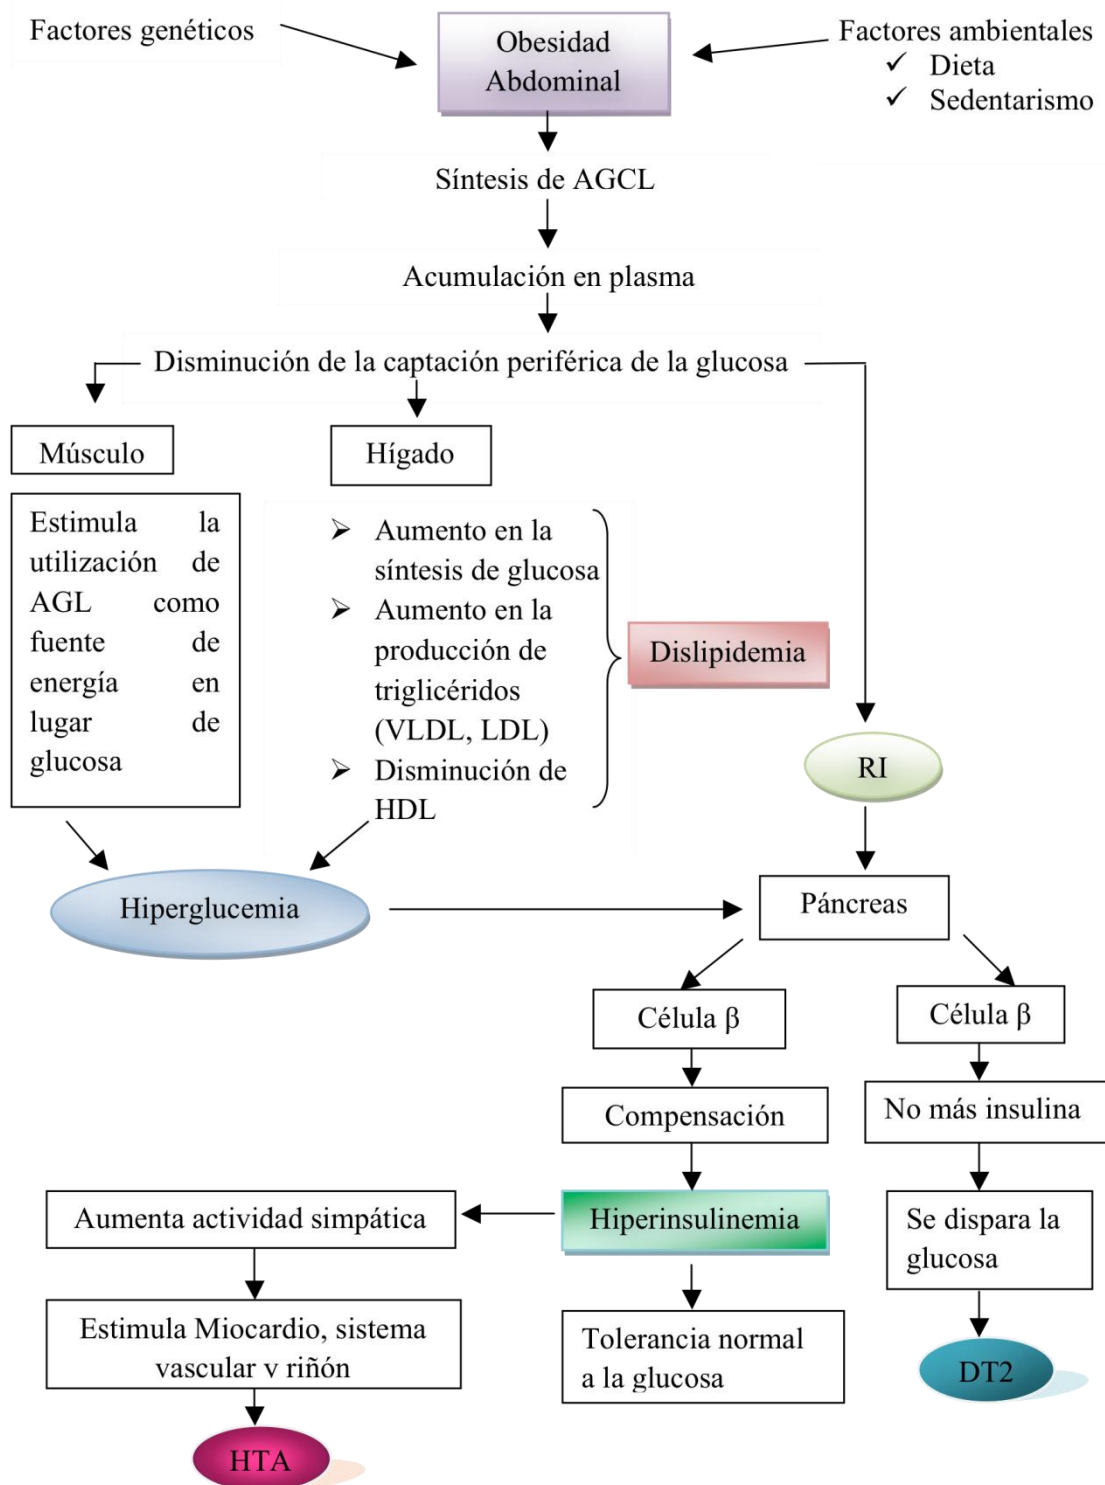 Factores genéticos
Obesidad
Abdominal
Factores ambientales
✓ Dieta
✓ Sedentarismo
Síntesis de AGCL
Acumulación en plasma
Disminución de la captación periférica de la glucosa
Músculo
Estimula la
utilización de
AGL como
fuente de
energía en
lugar de
glucosa
Hígado
➢ Aumento en la
síntesis de glucosa
➢ Aumento en la
producción de
triglicéridos
(VLDL, LDL)
➢ Disminución de
HDL
Dislipidemia
RI
Hiperglucemia
Páncreas
Célula β
Compensación
Hiperinsulinemia
Célula β
No más insulina
Se dispara la
glucosa
DT2
Aumenta actividad simpática
Estimula Miocardio, sistema
vascular y riñón
HTA
Tolerancia normal
a la glucosa